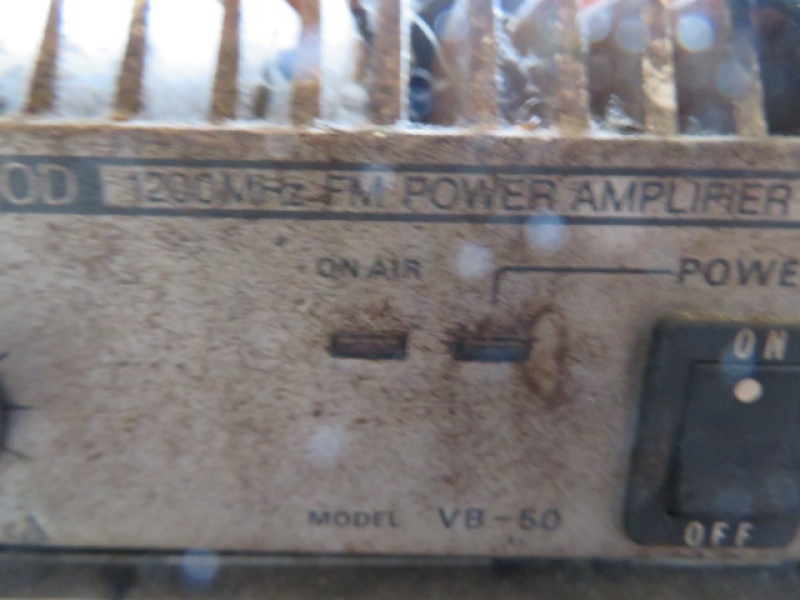 OD 1200MHz FM POWER AMPLIFIER
ON AIR POWE
ON
MODEL VB-50
OFF